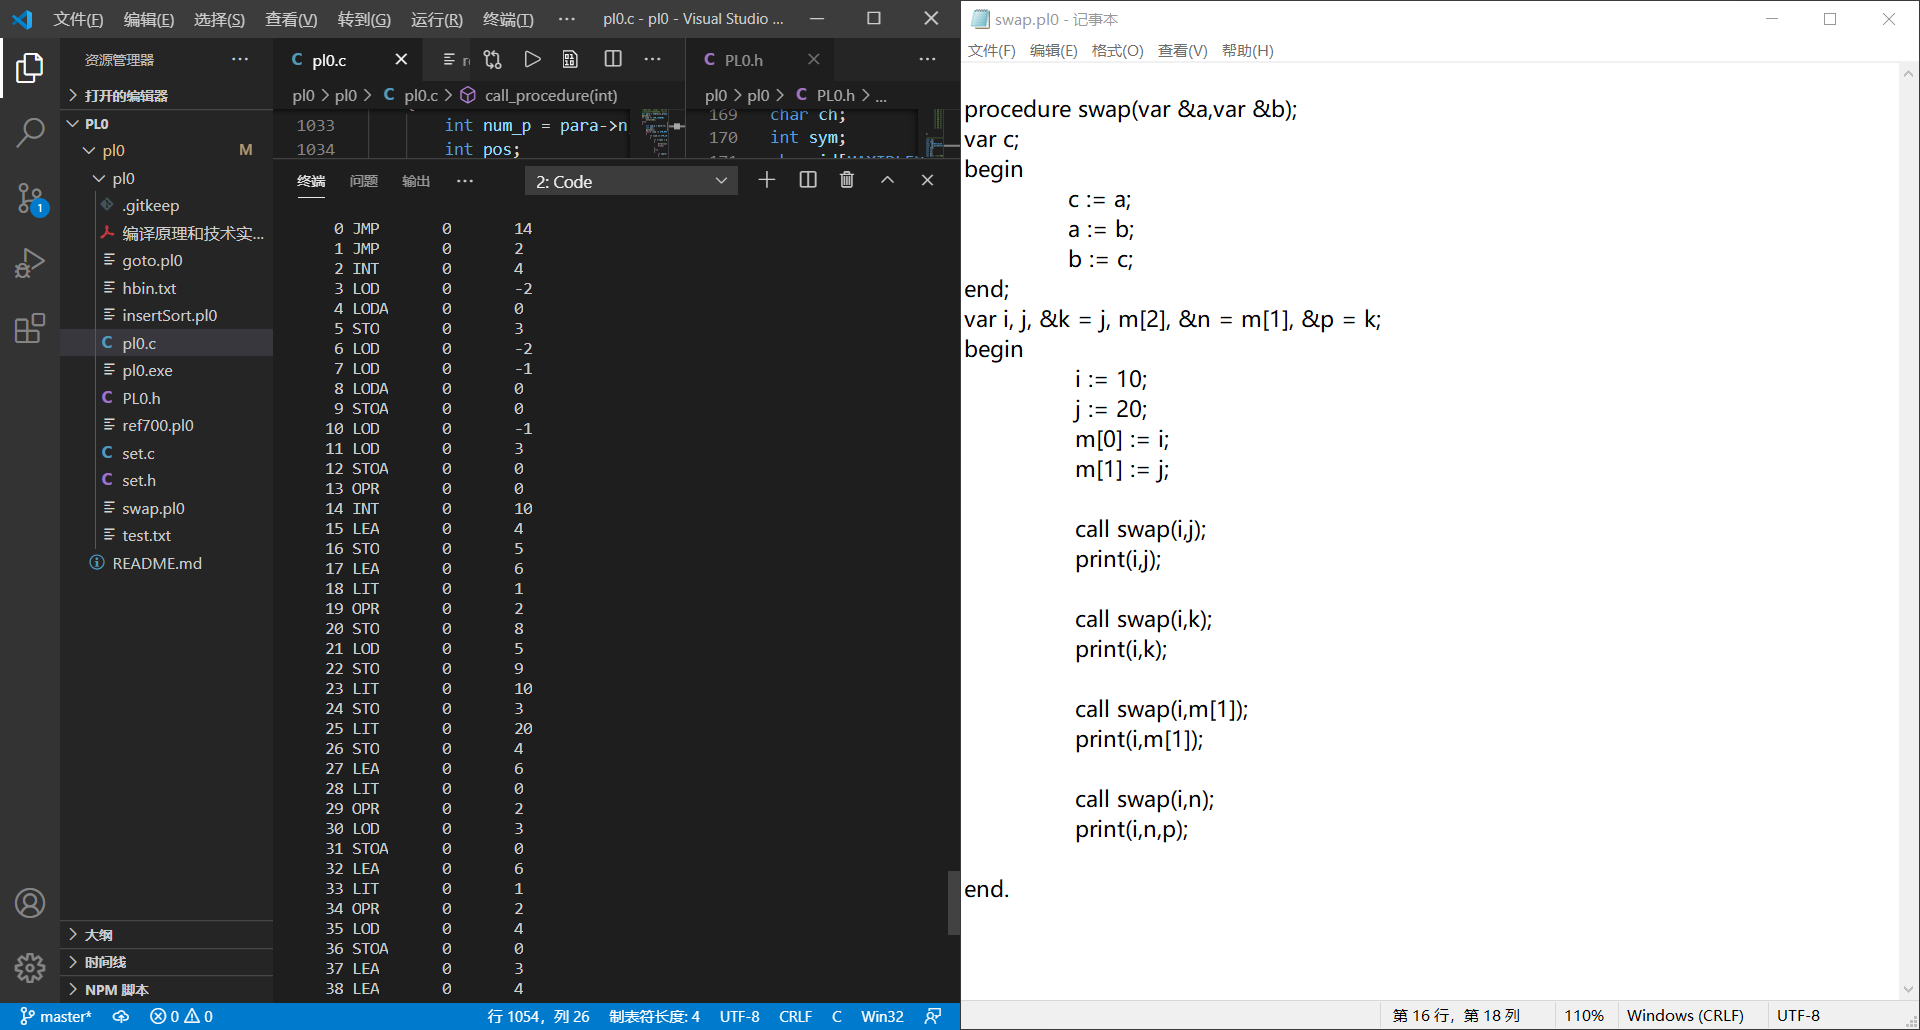 文件(F) 编辑(E) 选择(S) 查看(V) 转到(G) 运行(R) 终端(T) ··· pl0.c - pl0 - Visual Studio ...
资源管理器 ···
打开的编辑器
PL0
pl0 M
pl0
.gitkeep
编译原理和技术实...
goto.pl0
hbin.txt
insertSort.pl0
C pl0.c
pl0.exe
C PL0.h
ref700.pl0
C set.c
C set.h
swap.pl0
test.txt
README.md
大纲
时间线
NPM 脚本
1
C pl0.c
pl0 > pl0 > C pl0.c > call_procedure(int)
1033 int num_p = para->n
1034 int pos;
C PL0.h ···
pl0 > pl0 > C PL0.h > ...
169 char ch;
170 int sym;
终端 问题 输出 ··· 2: Code
0 JMP 0 14
1 JMP 0 2
2 INT 0 4
3 LOD 0 -2
4 LODA 0 0
5 STO 0 3
6 LOD 0 -2
7 LOD 0 -1
8 LODA 0 0
9 STOA 0 0
10 LOD 0 -1
11 LOD 0 3
12 STOA 0 0
13 OPR 0 0
14 INT 0 10
15 LEA 0 4
16 STO 0 5
17 LEA 0 6
18 LIT 0 1
19 OPR 0 2
20 STO 0 8
21 LOD 0 5
22 STO 0 9
23 LIT 0 10
24 STO 0 3
25 LIT 0 20
26 STO 0 4
27 LEA 0 6
28 LIT 0 0
29 OPR 0 2
30 LOD 0 3
31 STOA 0 0
32 LEA 0 6
33 LIT 0 1
34 OPR 0 2
35 LOD 0 4
36 STOA 0 0
37 LEA 0 3
38 LEA 0 4
master* 0 0 行 1054，列 26 制表符长度: 4 UTF-8 CRLF C Win32
swap.pl0 - 记事本
文件(F) 编辑(E) 格式(O) 查看(V) 帮助(H)
procedure swap(var &a,var &b);
var c;
begin
c := a;
a := b;
b := c;
end;
var i, j, &k = j, m[2], &n = m[1], &p = k;
begin
i := 10;
j := 20;
m[0] := i;
m[1] := j;
call swap(i,j);
print(i,j);
call swap(i,k);
print(i,k);
call swap(i,m[1]);
print(i,m[1]);
call swap(i,n);
print(i,n,p);
end.
第 16 行，第 18 列 110% Windows (CRLF) UTF-8